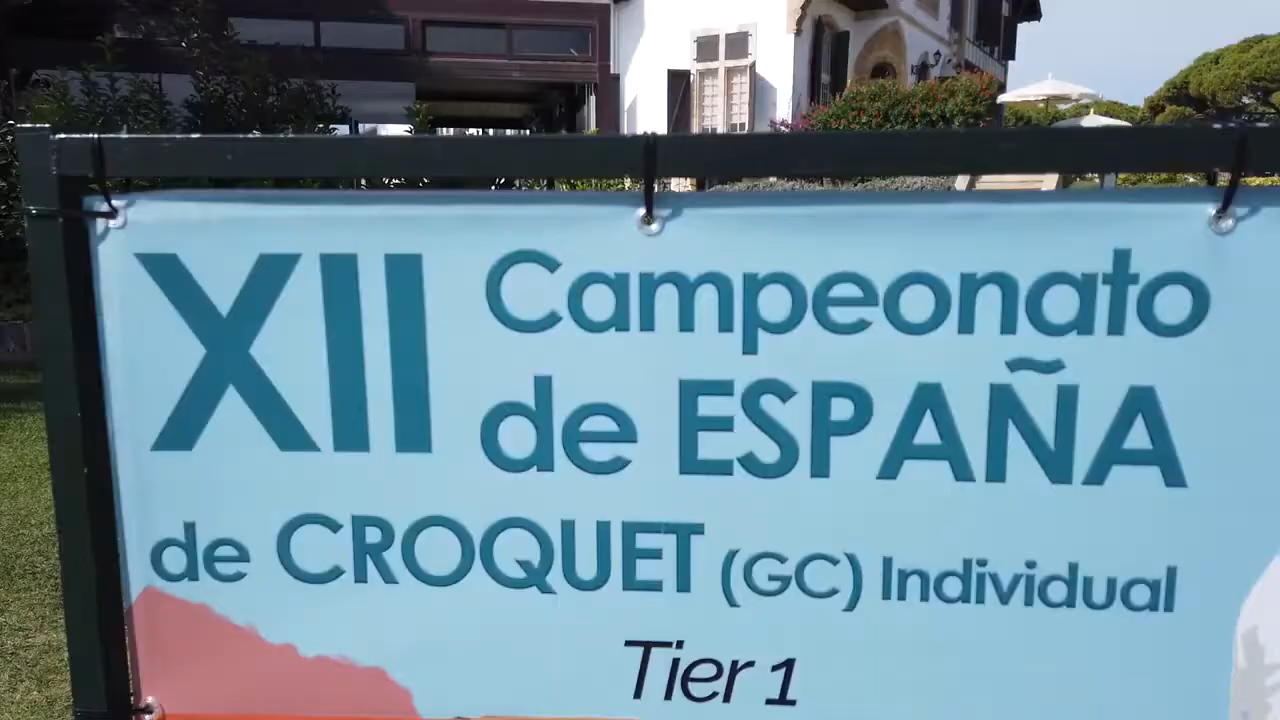 XII Campeonato
de ESPAÑA
de CROQUET (GC) Individual
Tier 1